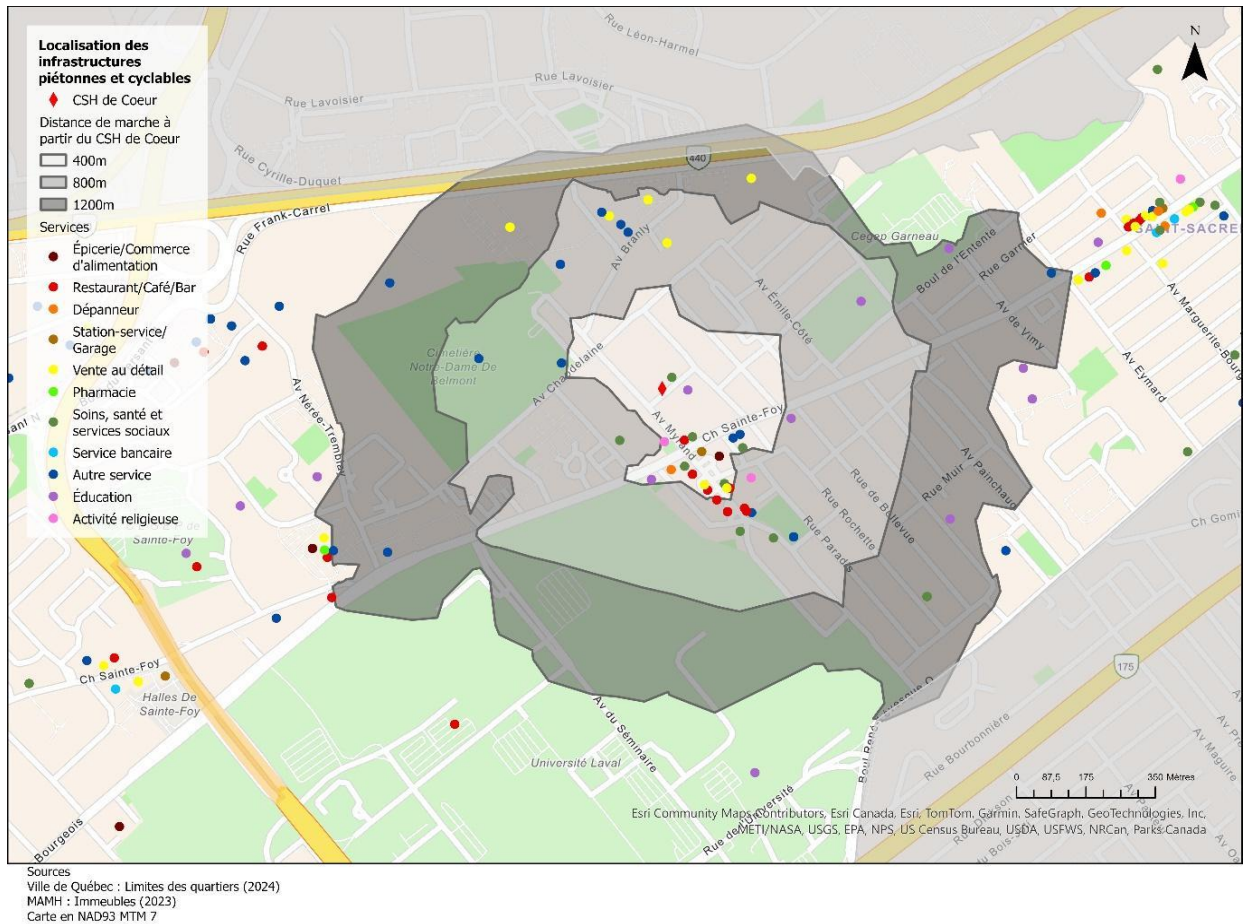 Localisation des
infrastructures
piétonnes et cyclables
CSH de Coeur
Distance de marche à
partir du CSH de Coeur
400m
800m
1200m
Services
Épicerie/Commerce
d'alimentation
Restaurant/Café/Bar
Dépanneur
Station-service/
Garage
Vente au détail
Pharmacie
Soins, santé et
services sociaux
Service bancaire
Autre service
Éducation
Activité religieuse
N
Rue Léon-Harmel
Rue Lavoisier
Rue Lavoisier
Rue Cyrille-Duquet
440
Rue Frank-Carrel
Cegep Garneau
Boul de l'Entente
Rue Garnier
Av Branly
Av Émile-Côté
Av de Vimy
Av Marguerite-Bourg
Av Eymard
Cimetière
Notre-Dame De
Belmont
Av Chapdelaine
Ch Sainte-Foy
Av Myrand
Av Nérée-Tremblay
Rue Muir
Av Painchaud
Rue de Bellevue
Rue Rochette
Rue Paradis
Ch Gomi
Sainte-Foy
Ch Sainte-Foy
Halles De
Sainte-Foy
175
Av du Séminaire
Université Laval
Rue Bourbonnière
Av Maguire
Rue de l'Université
Bourgeois
0 87,5 175 350 Mètres
Esri Community Maps Contributors, Esri Canada, Esri, TomTom, Garmin, SafeGraph, GeoTechnologies, Inc,
METI/NASA, USGS, EPA, NPS, US Census Bureau, USDA, USFWS, NRCan, Parks Canada
Sources
Ville de Québec : Limites des quartiers (2024)
MAMH : Immeubles (2023)
Carte en NAD93 MTM 7